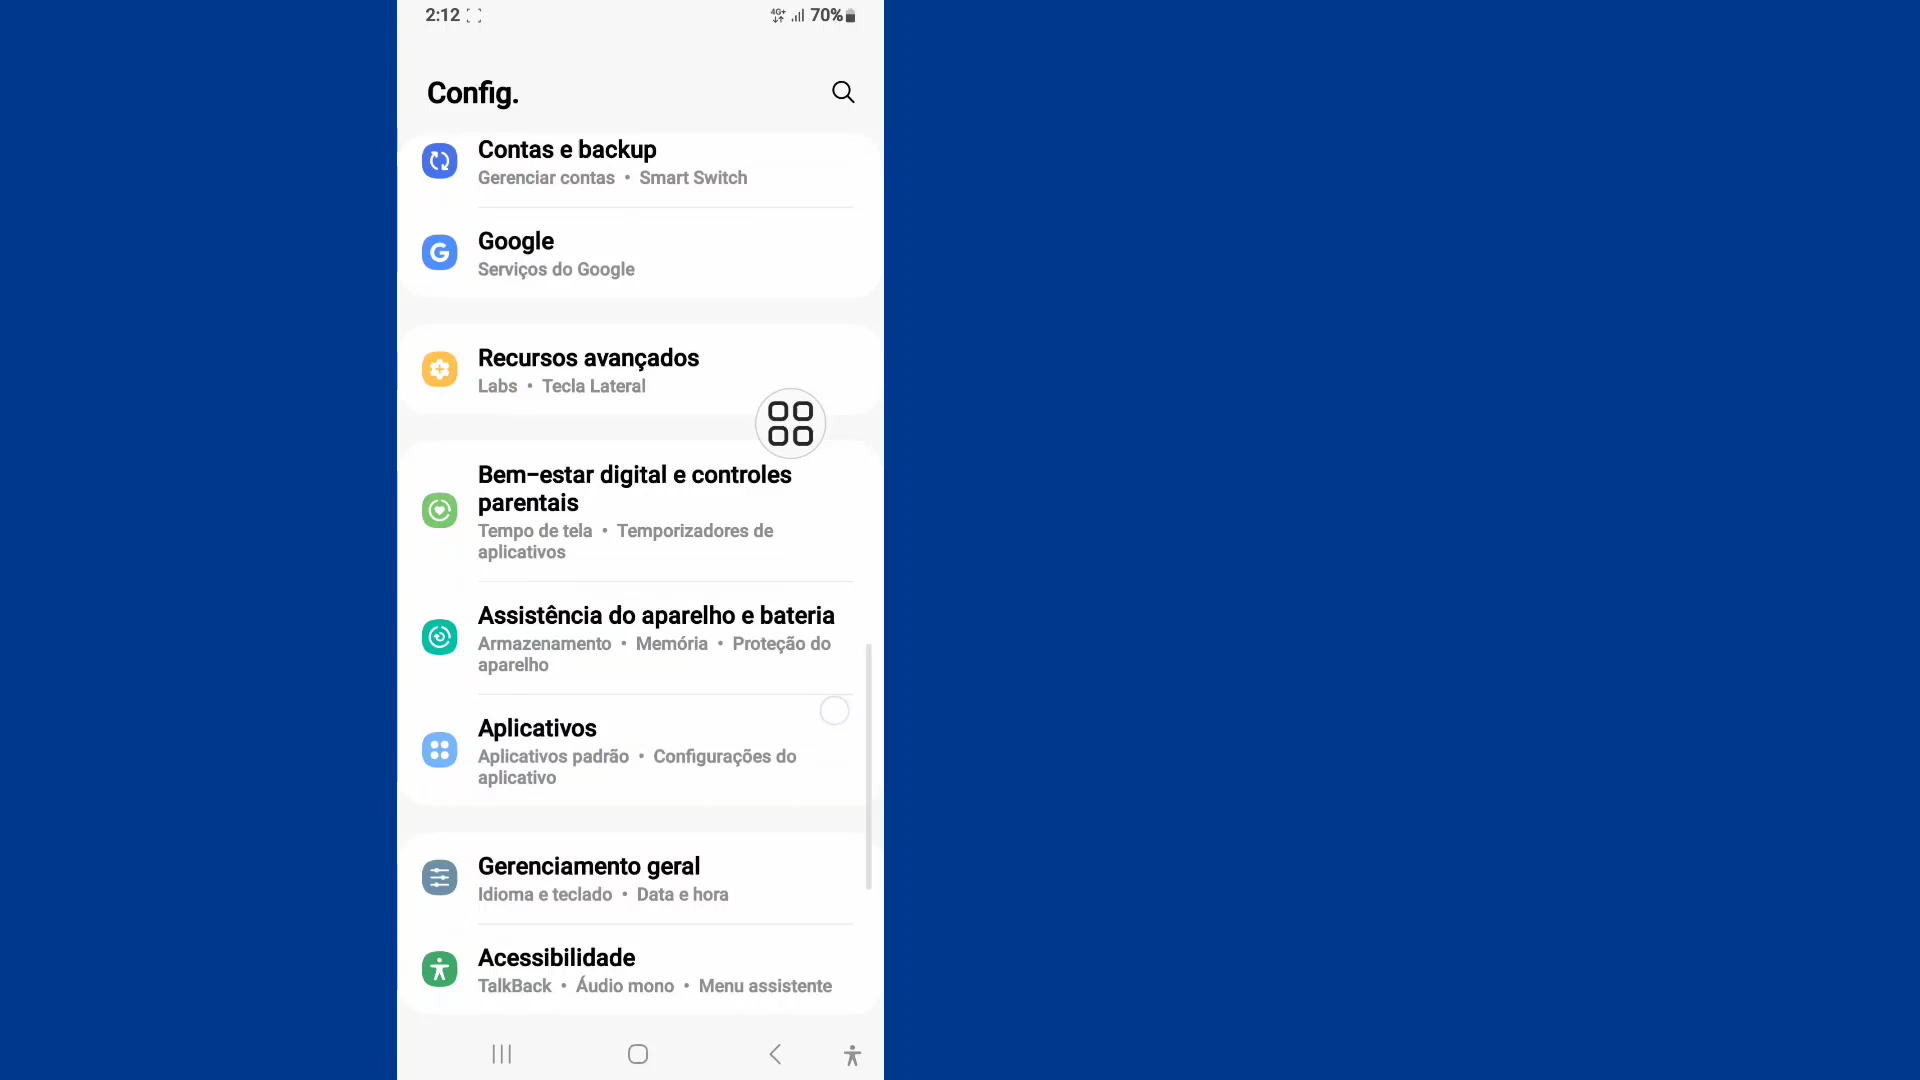 2:12 4G+ 70%
Config.
Contas e backup
Gerenciar contas • Smart Switch
Google
Serviços do Google
Recursos avançados
Labs • Tecla Lateral
Bem-estar digital e controles
parentais
Tempo de tela • Temporizadores de
aplicativos
Assistência do aparelho e bateria
Armazenamento • Memória • Proteção do
aparelho
Aplicativos
Aplicativos padrão • Configurações do
aplicativo
Gerenciamento geral
Idioma e teclado • Data e hora
Acessibilidade
TalkBack • Áudio mono • Menu assistente